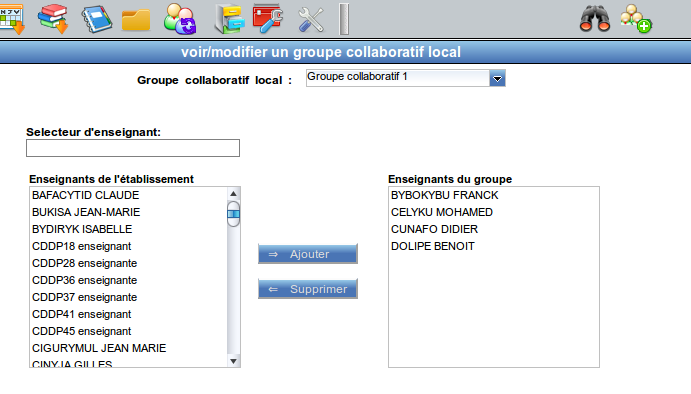 voir/modifier un groupe collaboratif local
Groupe collaboratif local : Groupe collaboratif 1
Selecteur d'enseignant:
Enseignants de l'établissement
BAFACYTID CLAUDE
BUKISA JEAN-MARIE
BYDIRYK ISABELLE
CDDP18 enseignant
CDDP28 enseignante
CDDP36 enseignante
CDDP37 enseignante
CDDP41 enseignant
CDDP45 enseignant
CIGURYMUL JEAN MARIE
CINYJA GILLES
⇒ Ajouter
⇐ Supprimer
Enseignants du groupe
BYBOKYBU FRANCK
CELYKU MOHAMED
CUNAFO DIDIER
DOLIPE BENOIT